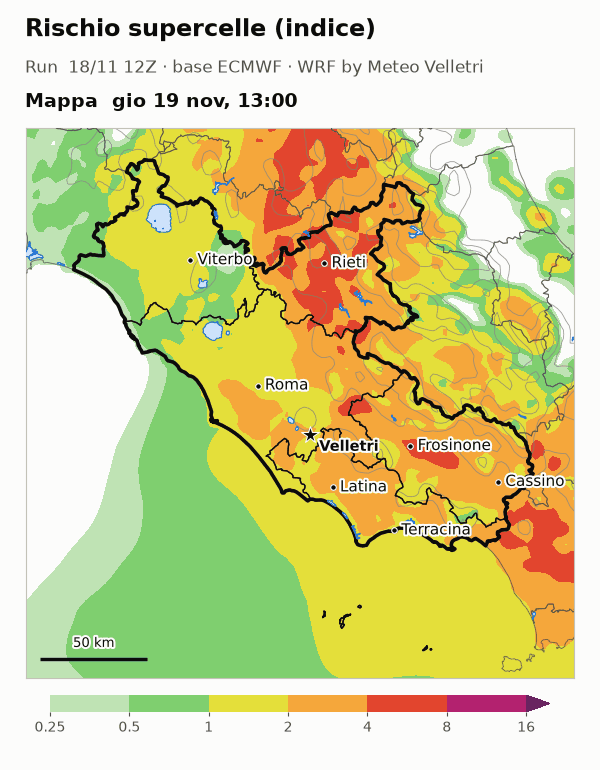 Rischio supercelle (indice)
Run  18/11 12Z · base ECMWF · WRF by Meteo Velletri
Mappa  gio 19 nov, 13:00
Viterbo
Rieti
Roma
Velletri
Frosinone
Cassino
Latina
Terracina
50 km
0.25 0.5 1 2 4 8 16